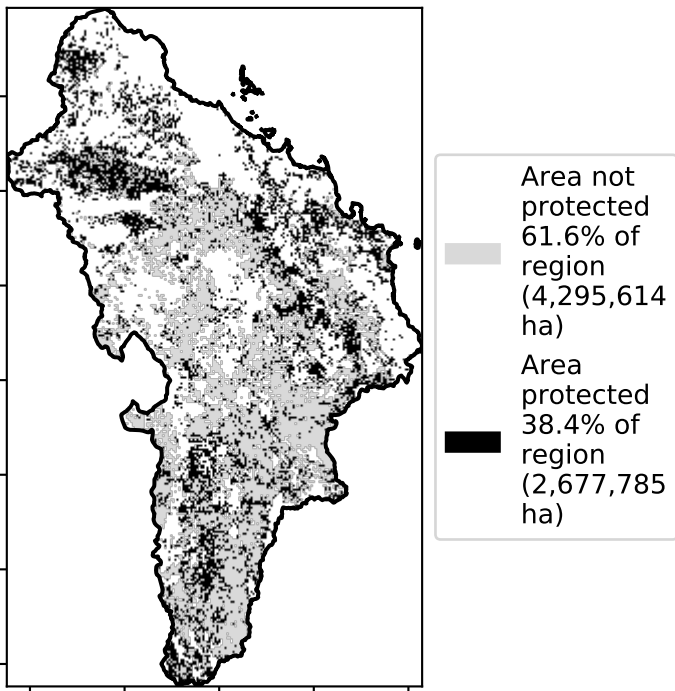 Area not
protected
61.6% of
region
(4,295,614
ha)
Area
protected
38.4% of
region
(2,677,785
ha)